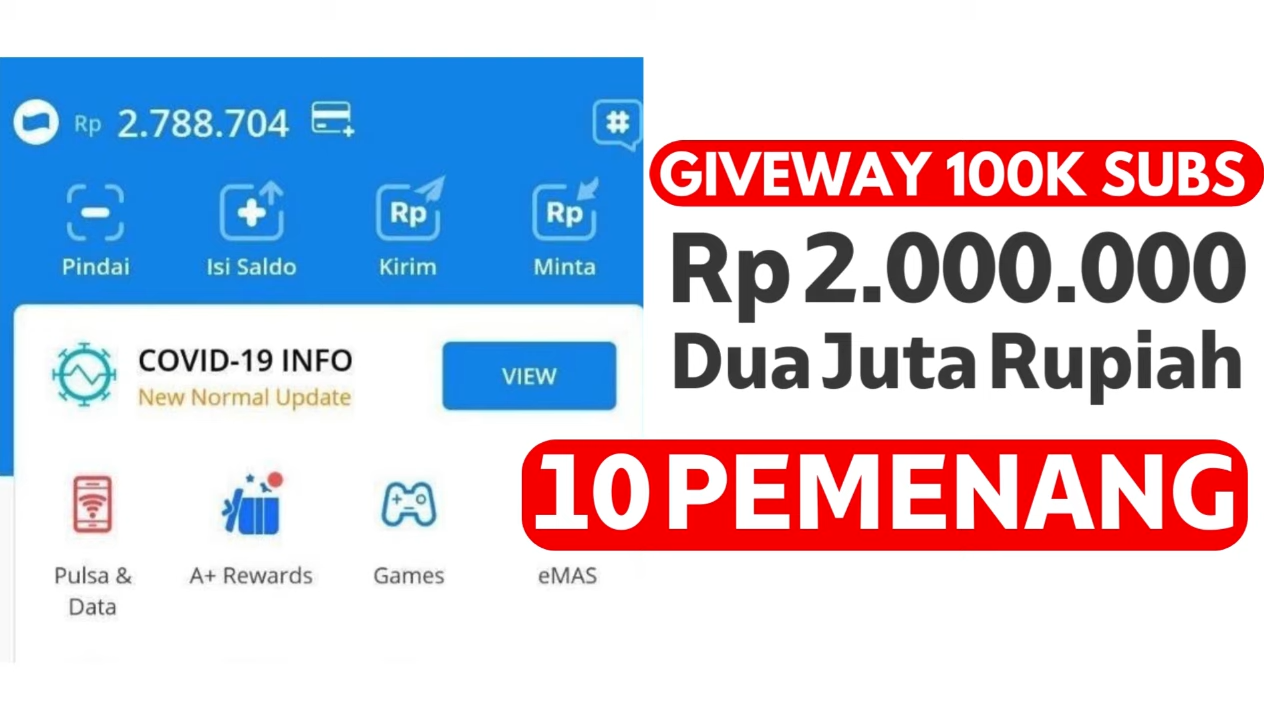 Rp 2.788.704
#
Pindai
Isi Saldo
Rp
Kirim
Rp
Minta
COVID-19 INFO
New Normal Update
VIEW
Pulsa &
Data
A+ Rewards
Games
eMAS
GIVEWAY 100K SUBS
Rp 2.000.000
Dua Juta Rupiah
10 PEMENANG